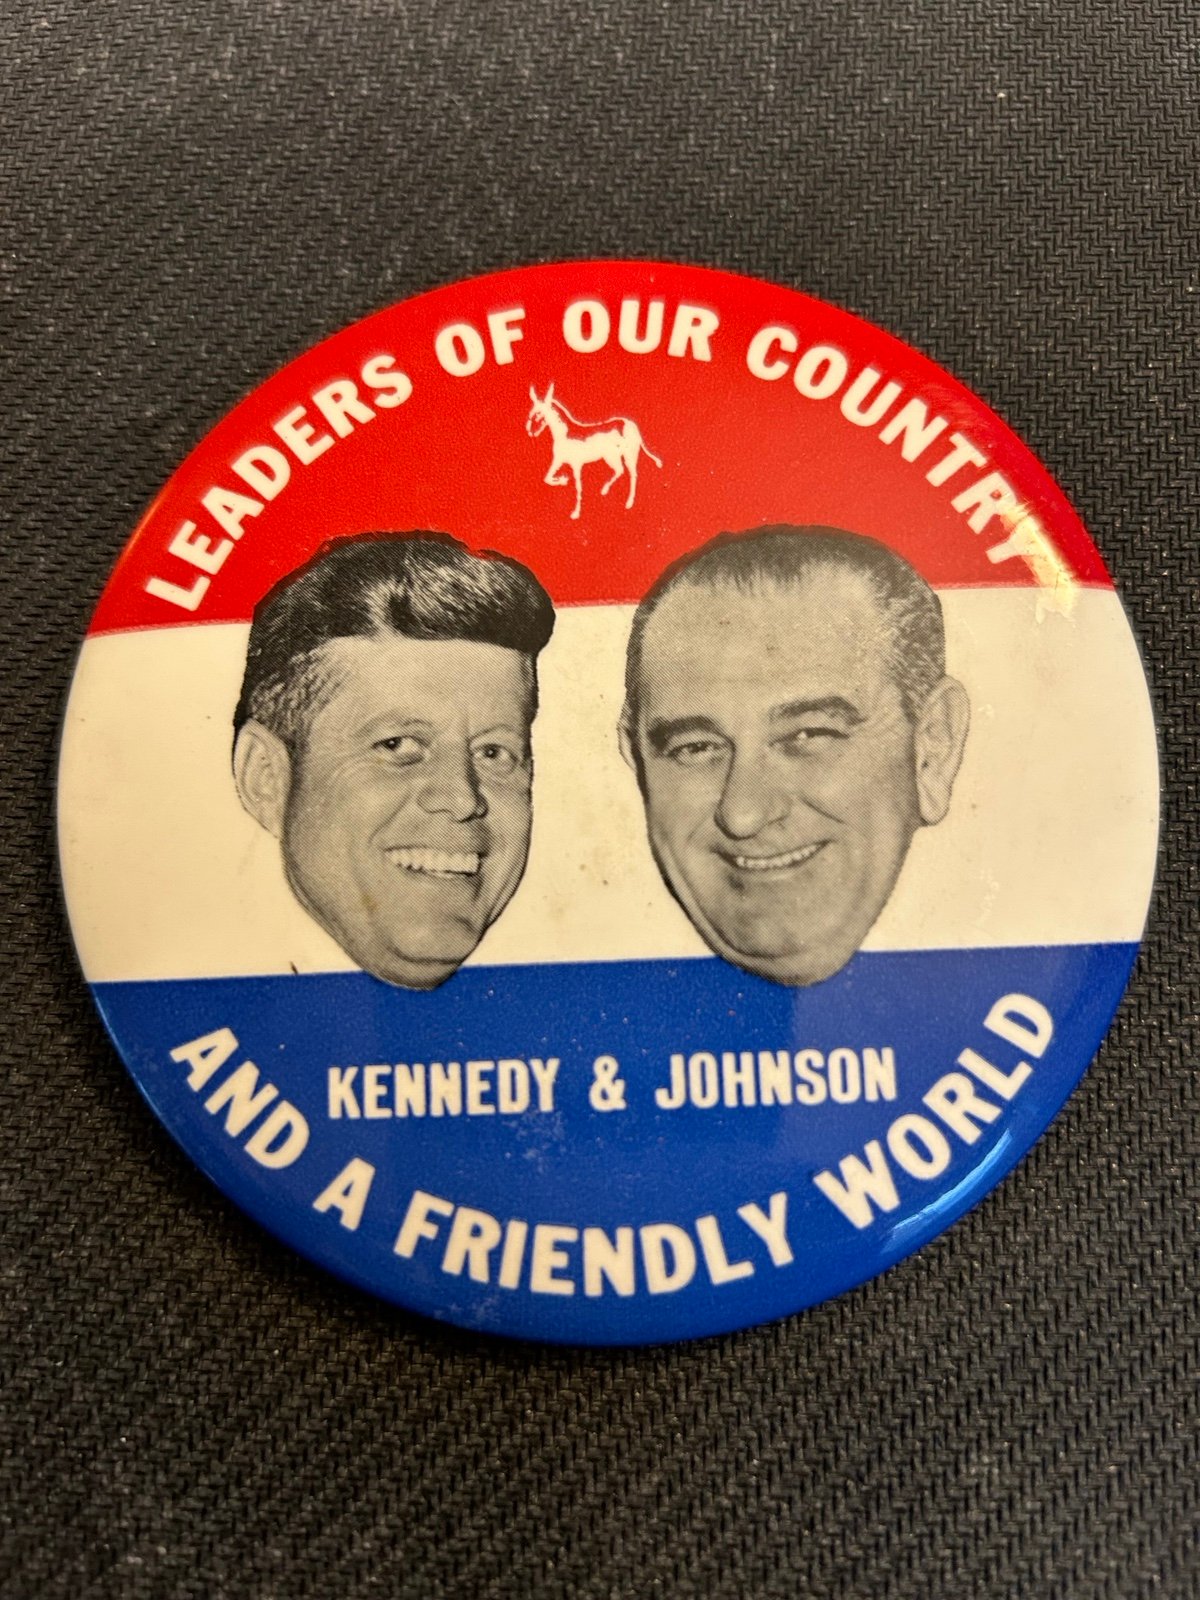 LEADERS OF OUR COUNTRY
KENNEDY & JOHNSON
AND A FRIENDLY WORLD